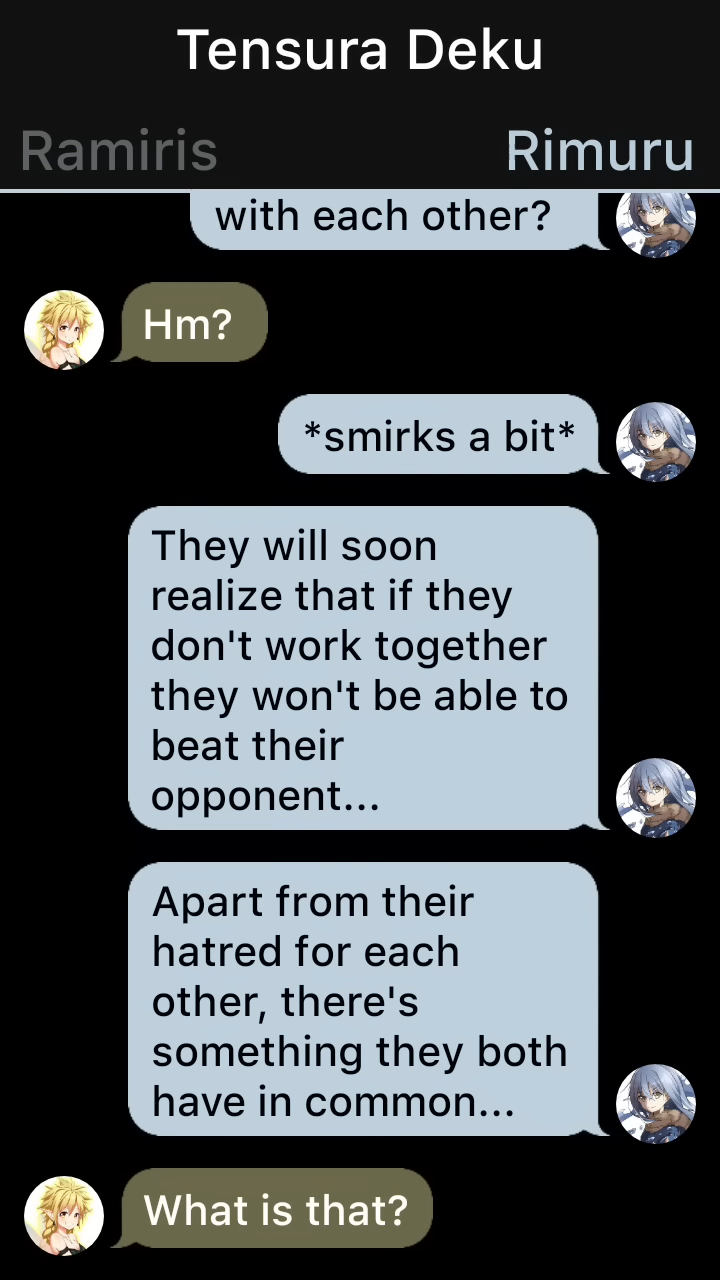 Tensura Deku
Ramiris
Rimuru
with each other?
Hm?
*smirks a bit*
They will soon
realize that if they
don't work together
they won't be able to
beat their
opponent...
Apart from their
hatred for each
other, there's
something they both
have in common...
What is that?